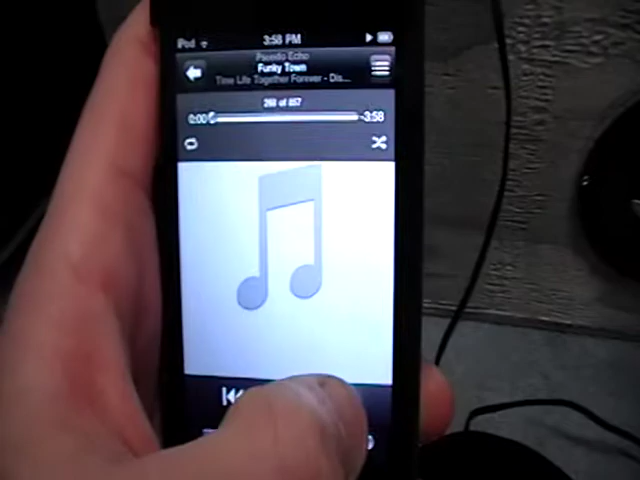 iPod 3:58 PM
Pseudo Echo
Funky Town
Time Life Together Forever - Dis...
268 of 857
0:00 -3:58